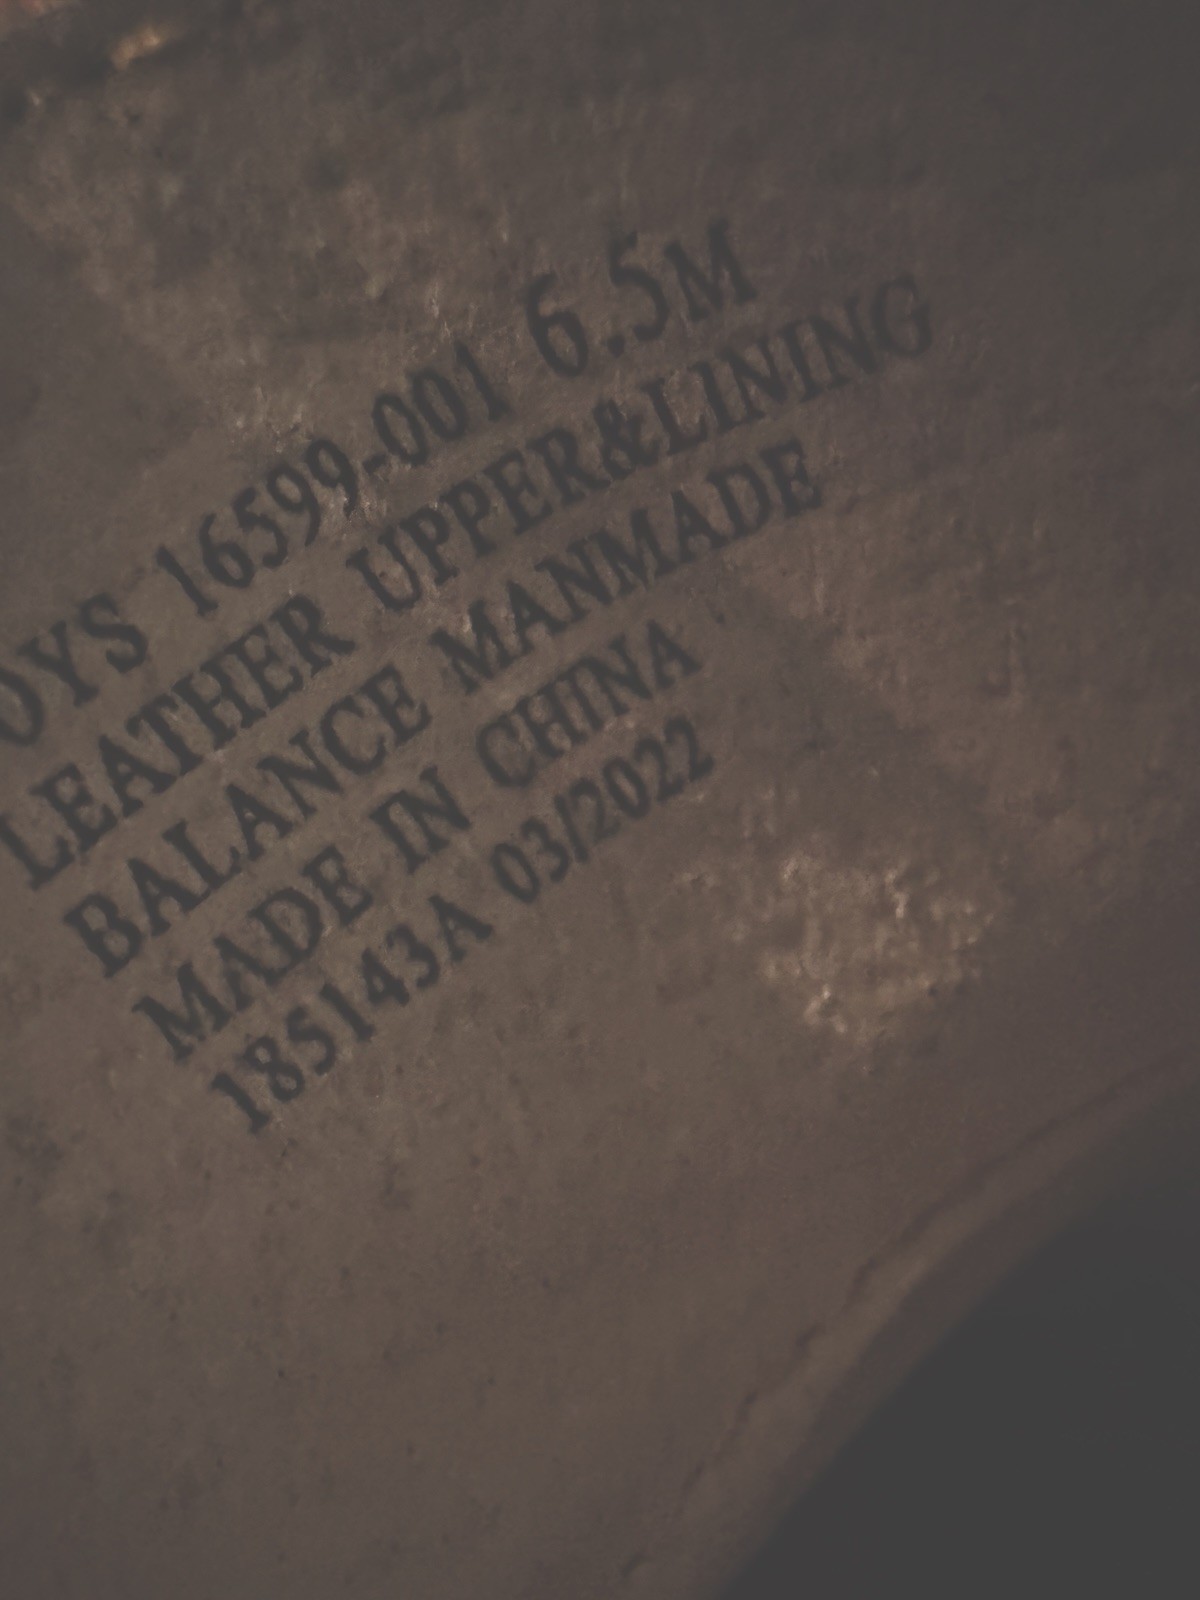 OYS 16599-001 6.5M
LEATHER UPPER&LINING
BALANCE MANMADE
MADE IN CHINA
185143A 03/2022